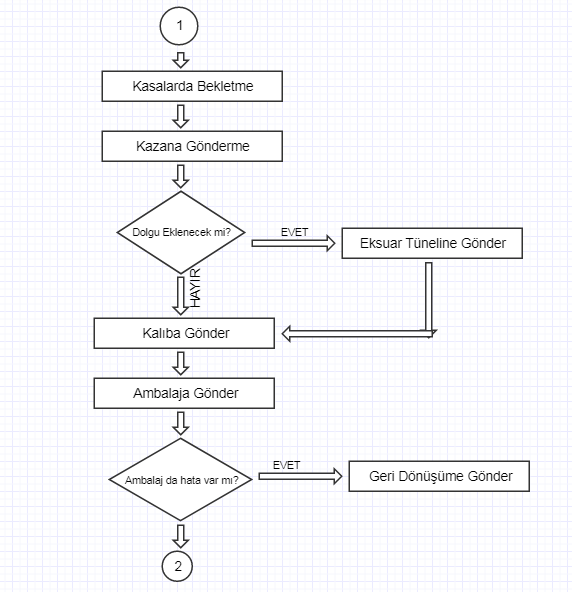 1
Kasalarda Bekletme
Kazana Gönderme
Dolgu Eklenecek mi?
EVET
Eksuar Tüneline Gönder
HAYIR
Kalıba Gönder
Ambalaja Gönder
Ambalaj da hata var mı?
EVET
Geri Dönüşüme Gönder
2